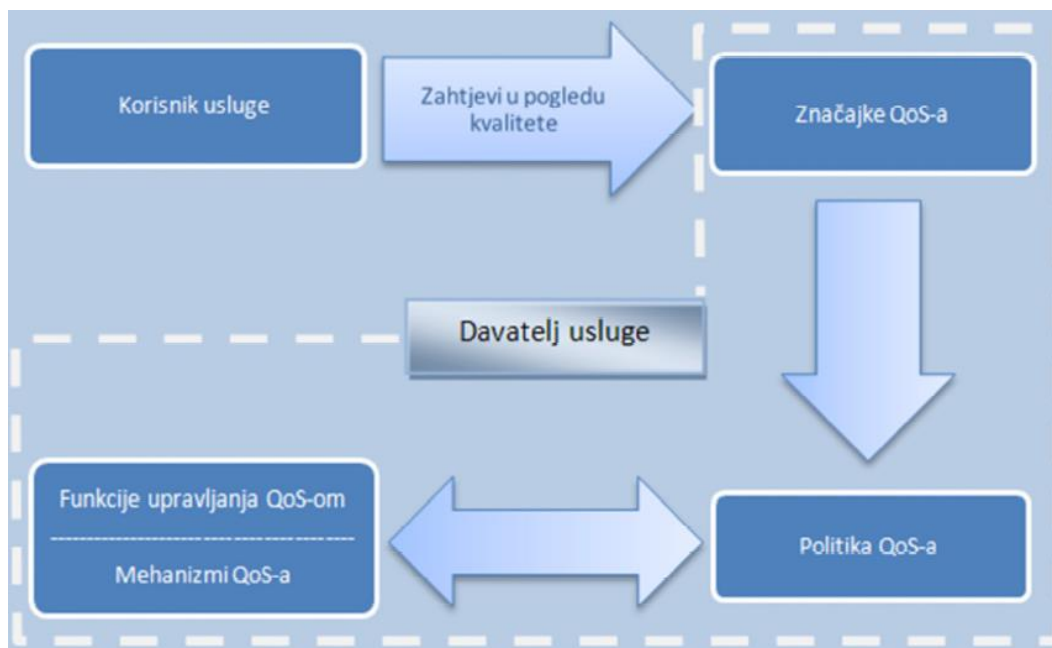 Korisnik usluge
Zahtjevi u pogledu
kvalitete
Značajke QoS-a
Davatelj usluge
Funkcije upravljanja QoS-om
Mehanizmi QoS-a
Politika QoS-a